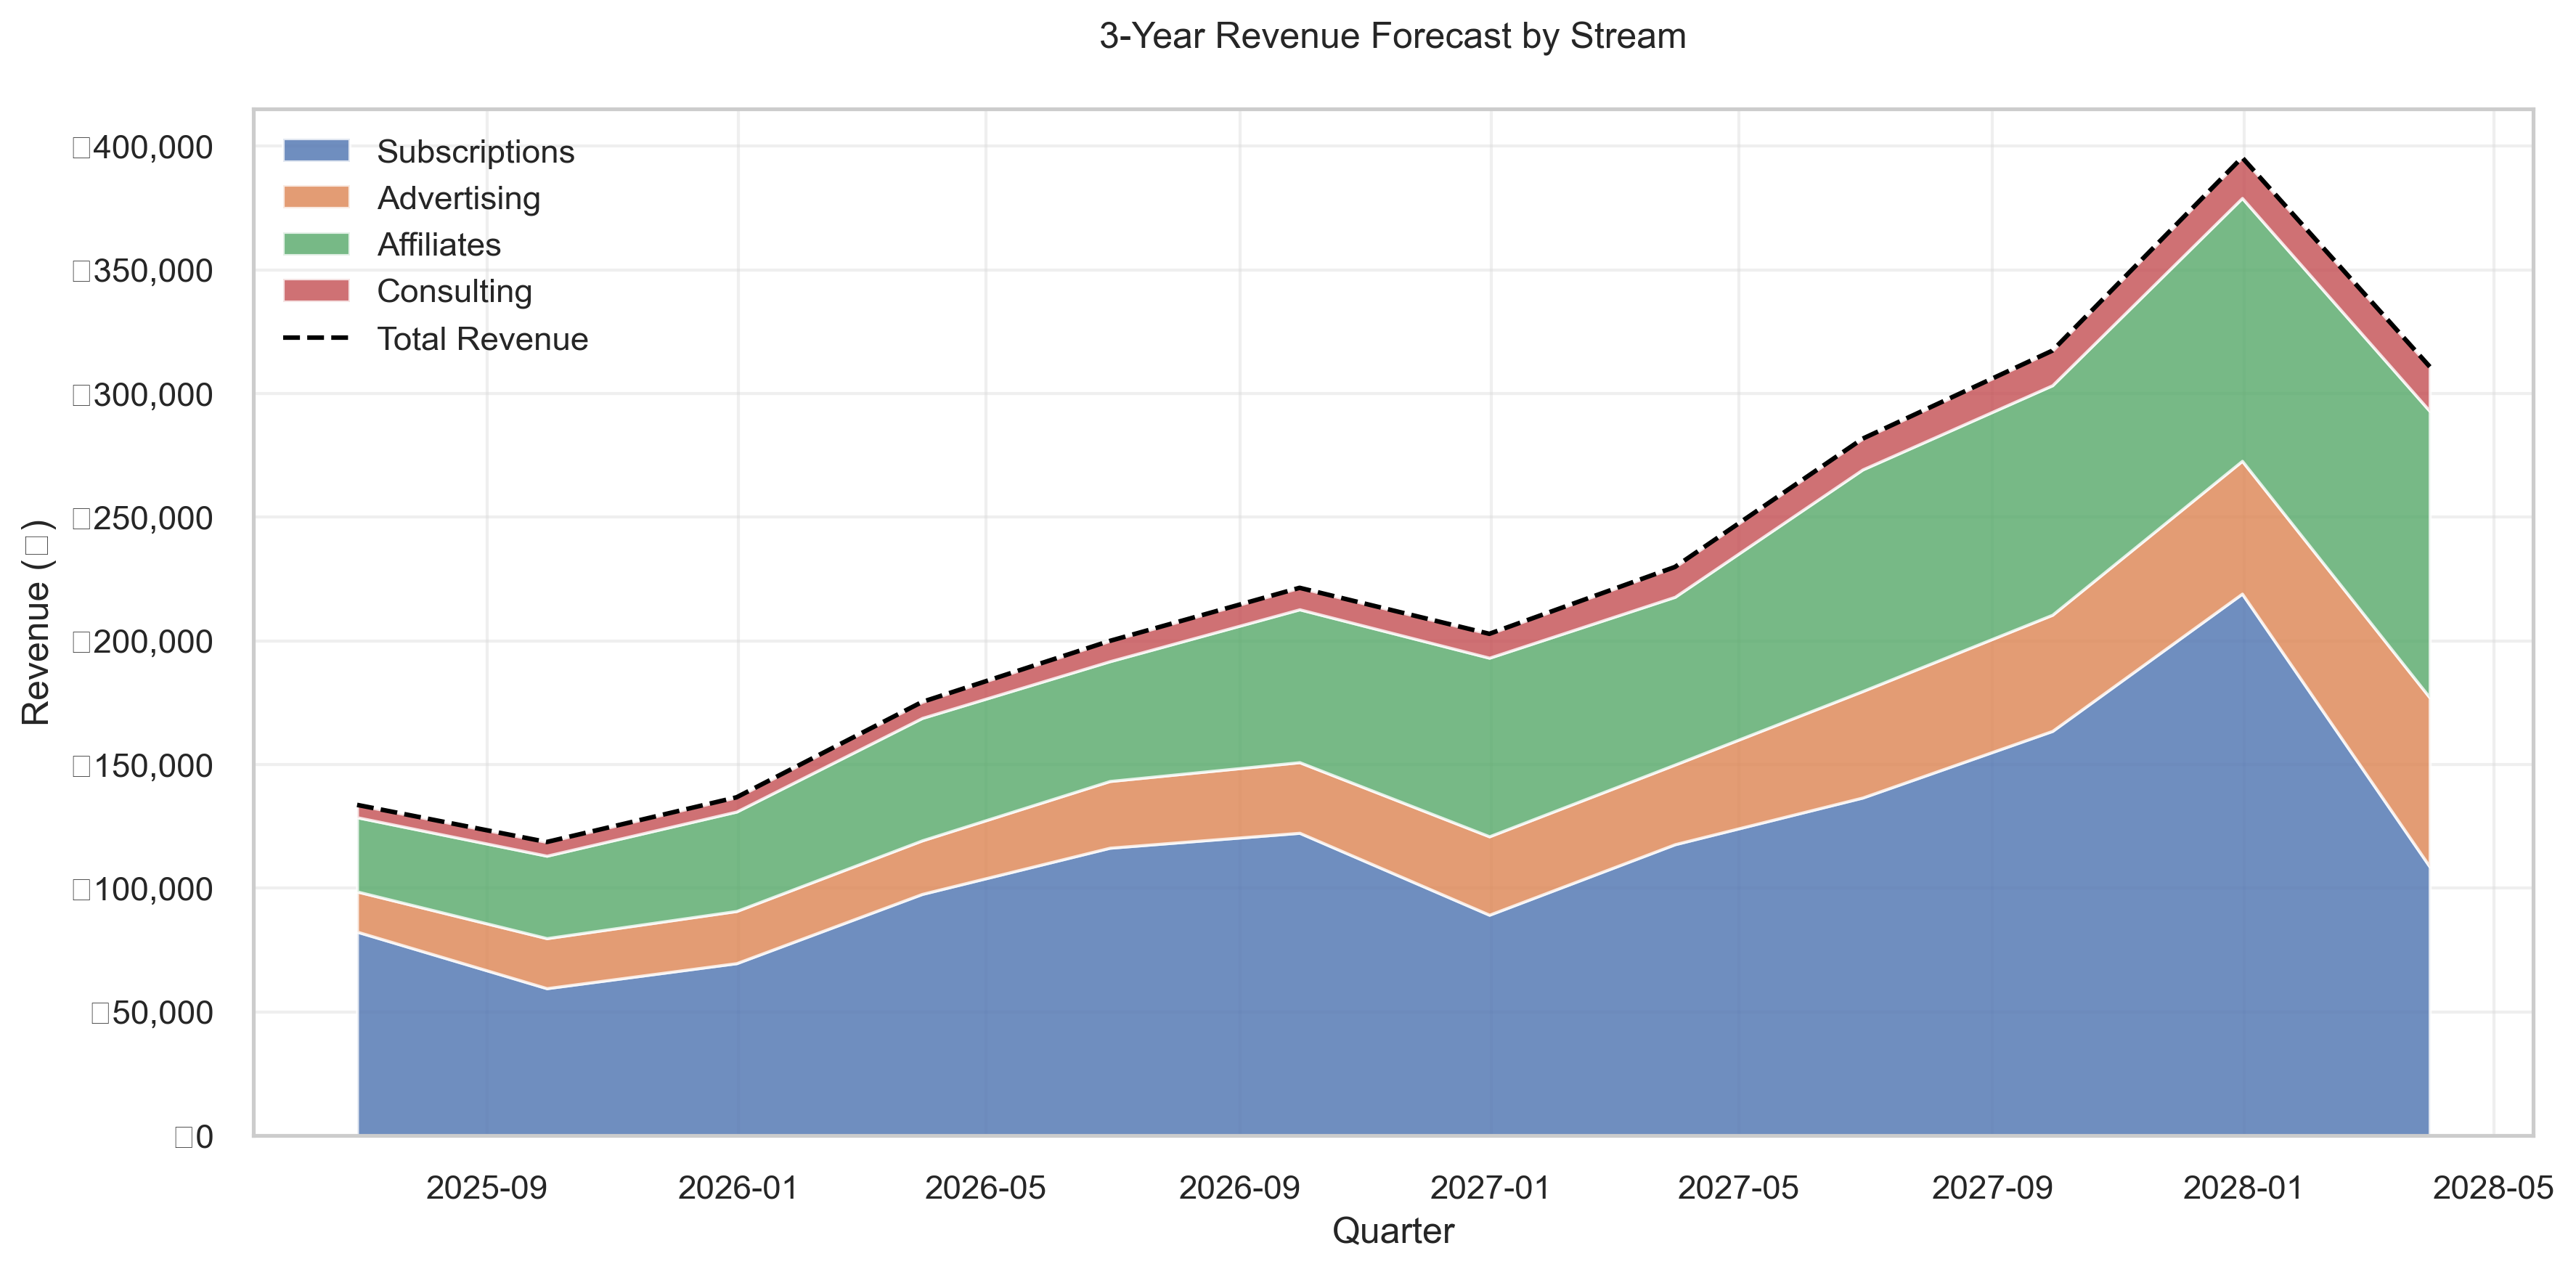 3-Year Revenue Forecast by Stream
Subscriptions
Advertising
Affiliates
Consulting
Total Revenue
□400,000
□350,000
□300,000
□250,000
□200,000
□150,000
□100,000
□50,000
□0
Revenue (□)
2025-09 2026-01 2026-05 2026-09 2027-01 2027-05 2027-09 2028-01 2028-05
Quarter